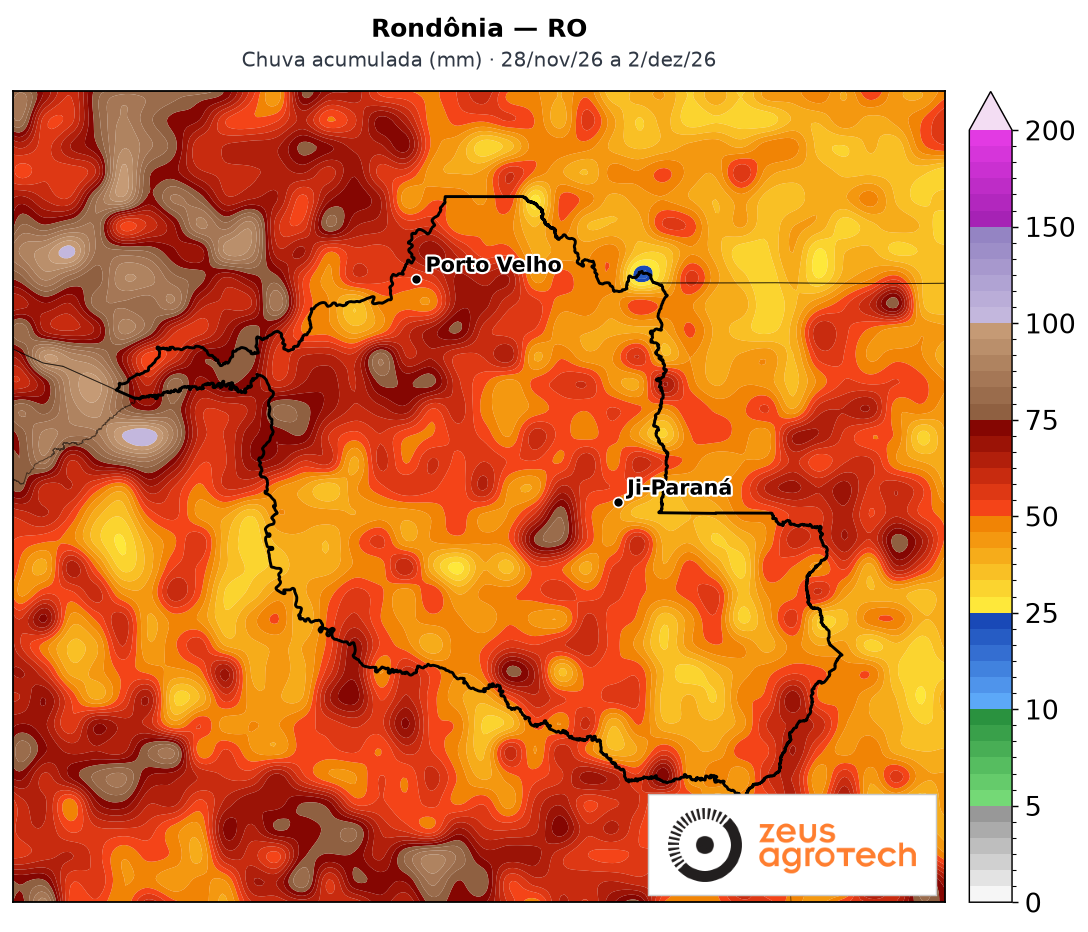 Rondônia — RO
Chuva acumulada (mm) · 28/nov/26 a 2/dez/26
Porto Velho
Ji-Paraná
200
150
100
75
50
25
10
5
0
zeus
agrotech